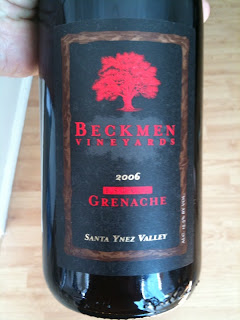 BECKMEN
VINEYARDS
2006
GRENACHE
SANTA YNEZ VALLEY